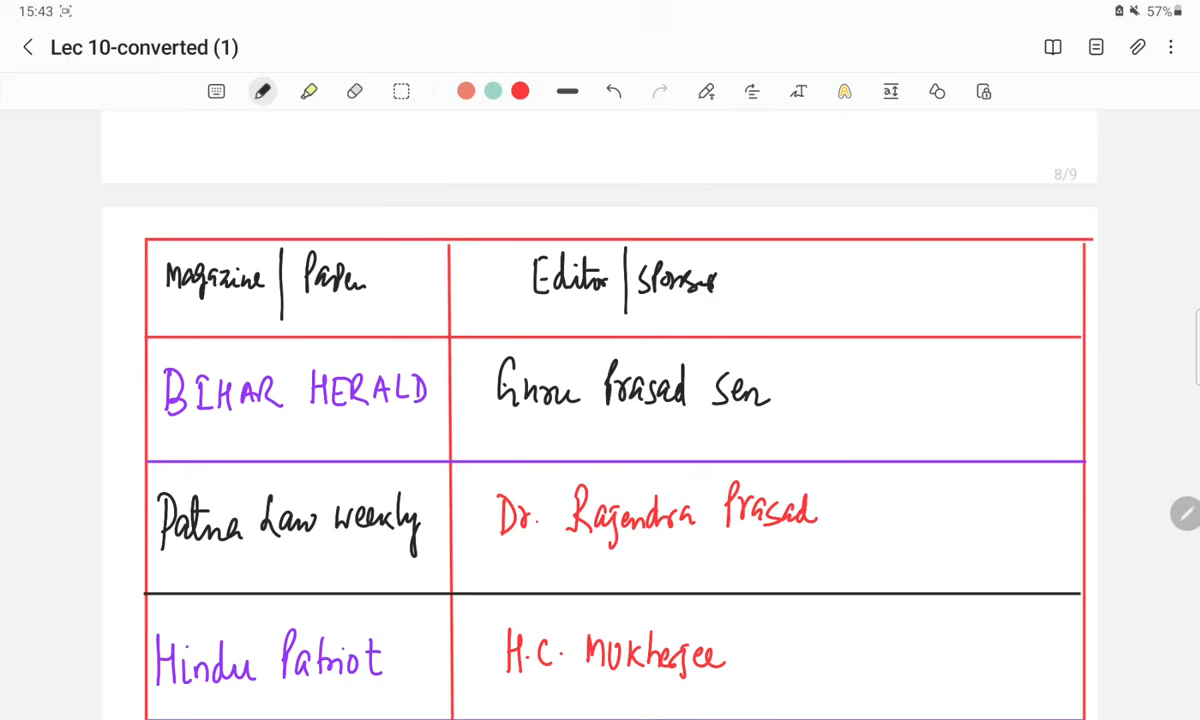 15:43 57%
Lec 10-converted (1)
8/9
Magazine | Paper Editor | Sponsor
BIHAR HERALD Guru Prasad Sen
Patna Law weekly Dr. Rajendra Prasad
Hindu Patriot H.C. Mukherjee